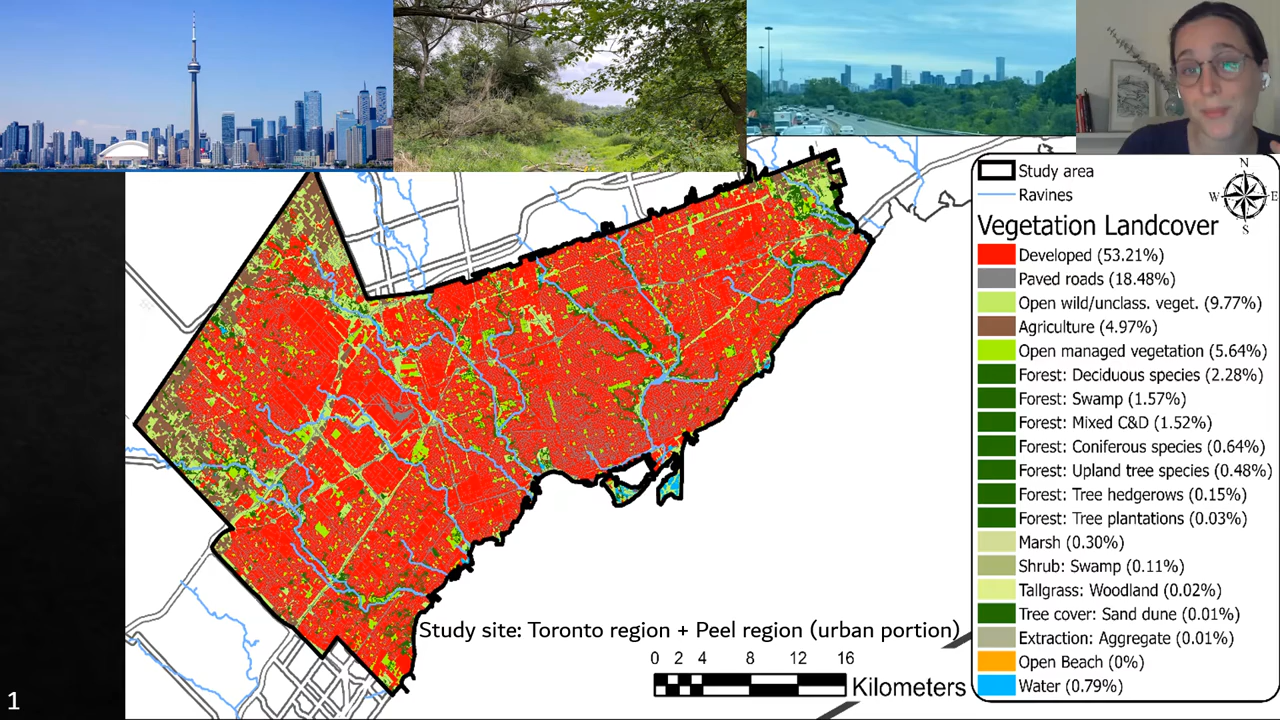 Study area
Ravines
N
W
E
S
Vegetation Landcover
Developed (53.21%)
Paved roads (18.48%)
Open wild/unclass. veget. (9.77%)
Agriculture (4.97%)
Open managed vegetation (5.64%)
Forest: Deciduous species (2.28%)
Forest: Swamp (1.57%)
Forest: Mixed C&D (1.52%)
Forest: Coniferous species (0.64%)
Forest: Upland tree species (0.48%)
Forest: Tree hedgerows (0.15%)
Forest: Tree plantations (0.03%)
Marsh (0.30%)
Shrub: Swamp (0.11%)
Tallgrass: Woodland (0.02%)
Tree cover: Sand dune (0.01%)
Extraction: Aggregate (0.01%)
Open Beach (0%)
Water (0.79%)
Study site: Toronto region + Peel region (urban portion)
0 2 4 8 12 16
Kilometers
1